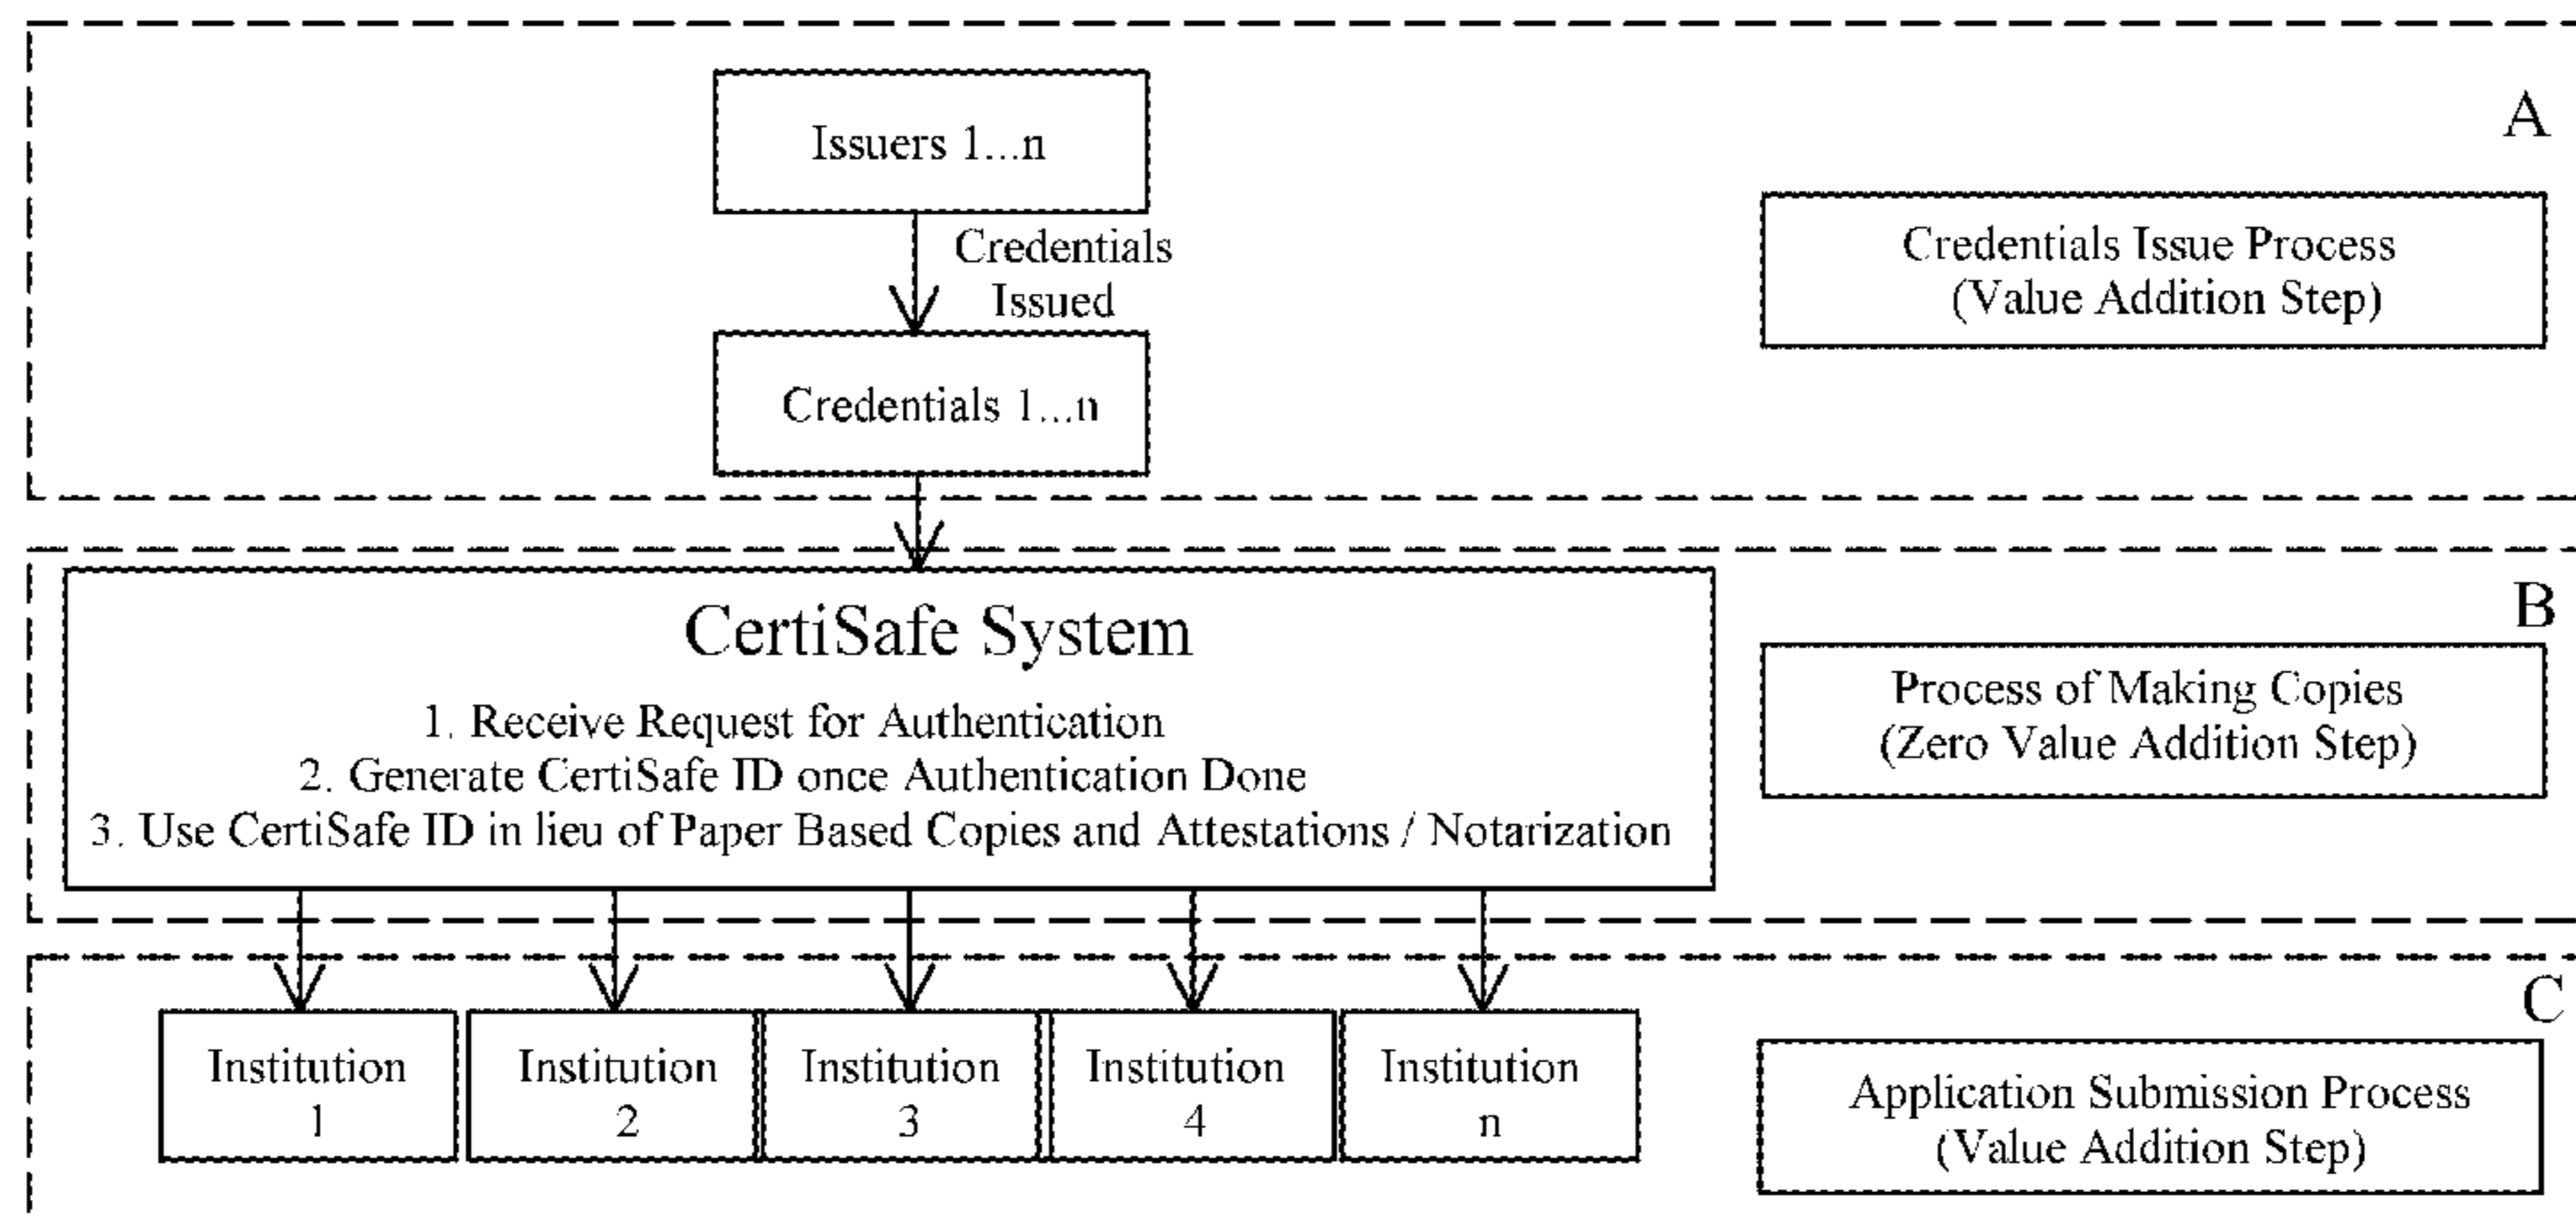 A
Issuers 1...n
Credentials
Issued
Credentials Issue Process
(Value Addition Step)
Credentials 1...n
B
CertiSafe System
1. Receive Request for Authentication
2. Generate CertiSafe ID once Authentication Done
3. Use CertiSafe ID in lieu of Paper Based Copies and Attestations / Notarization
Process of Making Copies
(Zero Value Addition Step)
C
Institution
1
Institution
2
Institution
3
Institution
4
Institution
n
Application Submission Process
(Value Addition Step)